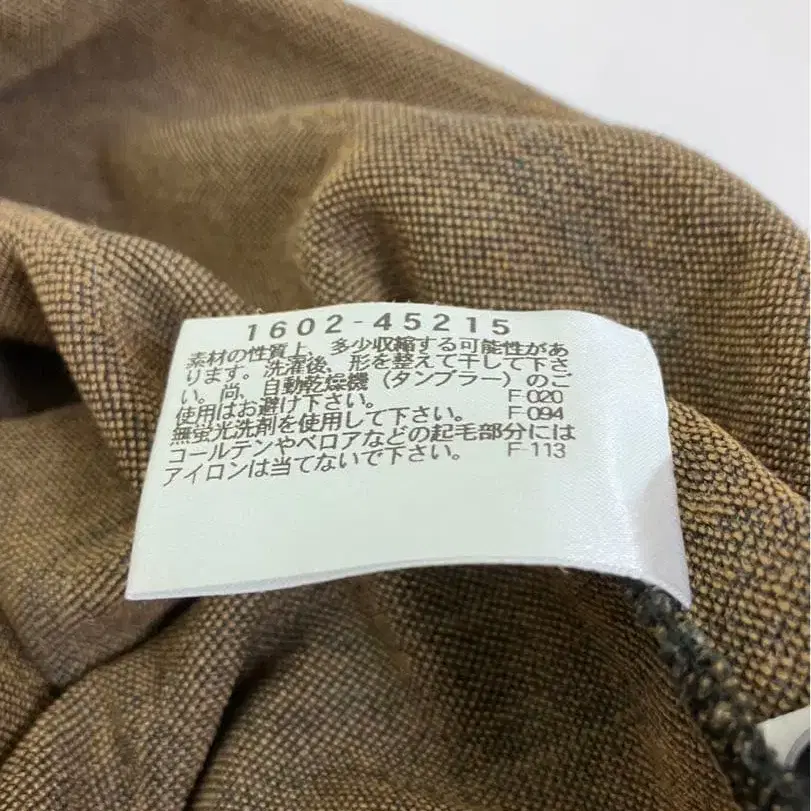 1602-45215
素材の性質上、多少収縮する可能性があ
ります。洗濯後、形を整えて干して下さ
い。尚、自動乾燥機（タンブラー）のご
使用はお避け下さい。 F-020
無蛍光洗剤を使用して下さい。 F-094
コールテンやベロアなどの起毛部分には
アイロンは当てないで下さい。 F-113